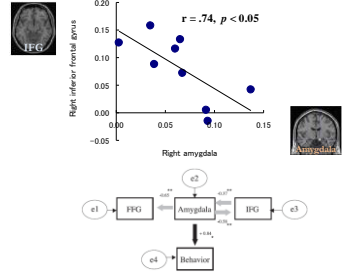 IFG
r = .74, p < 0.05
Right inferior frontal gyrus
0.20
0.15
0.10
0.05
0.00
−0.05
0.00
0.05
0.10
0.15
Right amygdala
Amygdala
e2
e1
FFG
Amygdala
IFG
e3
e4
Behavior